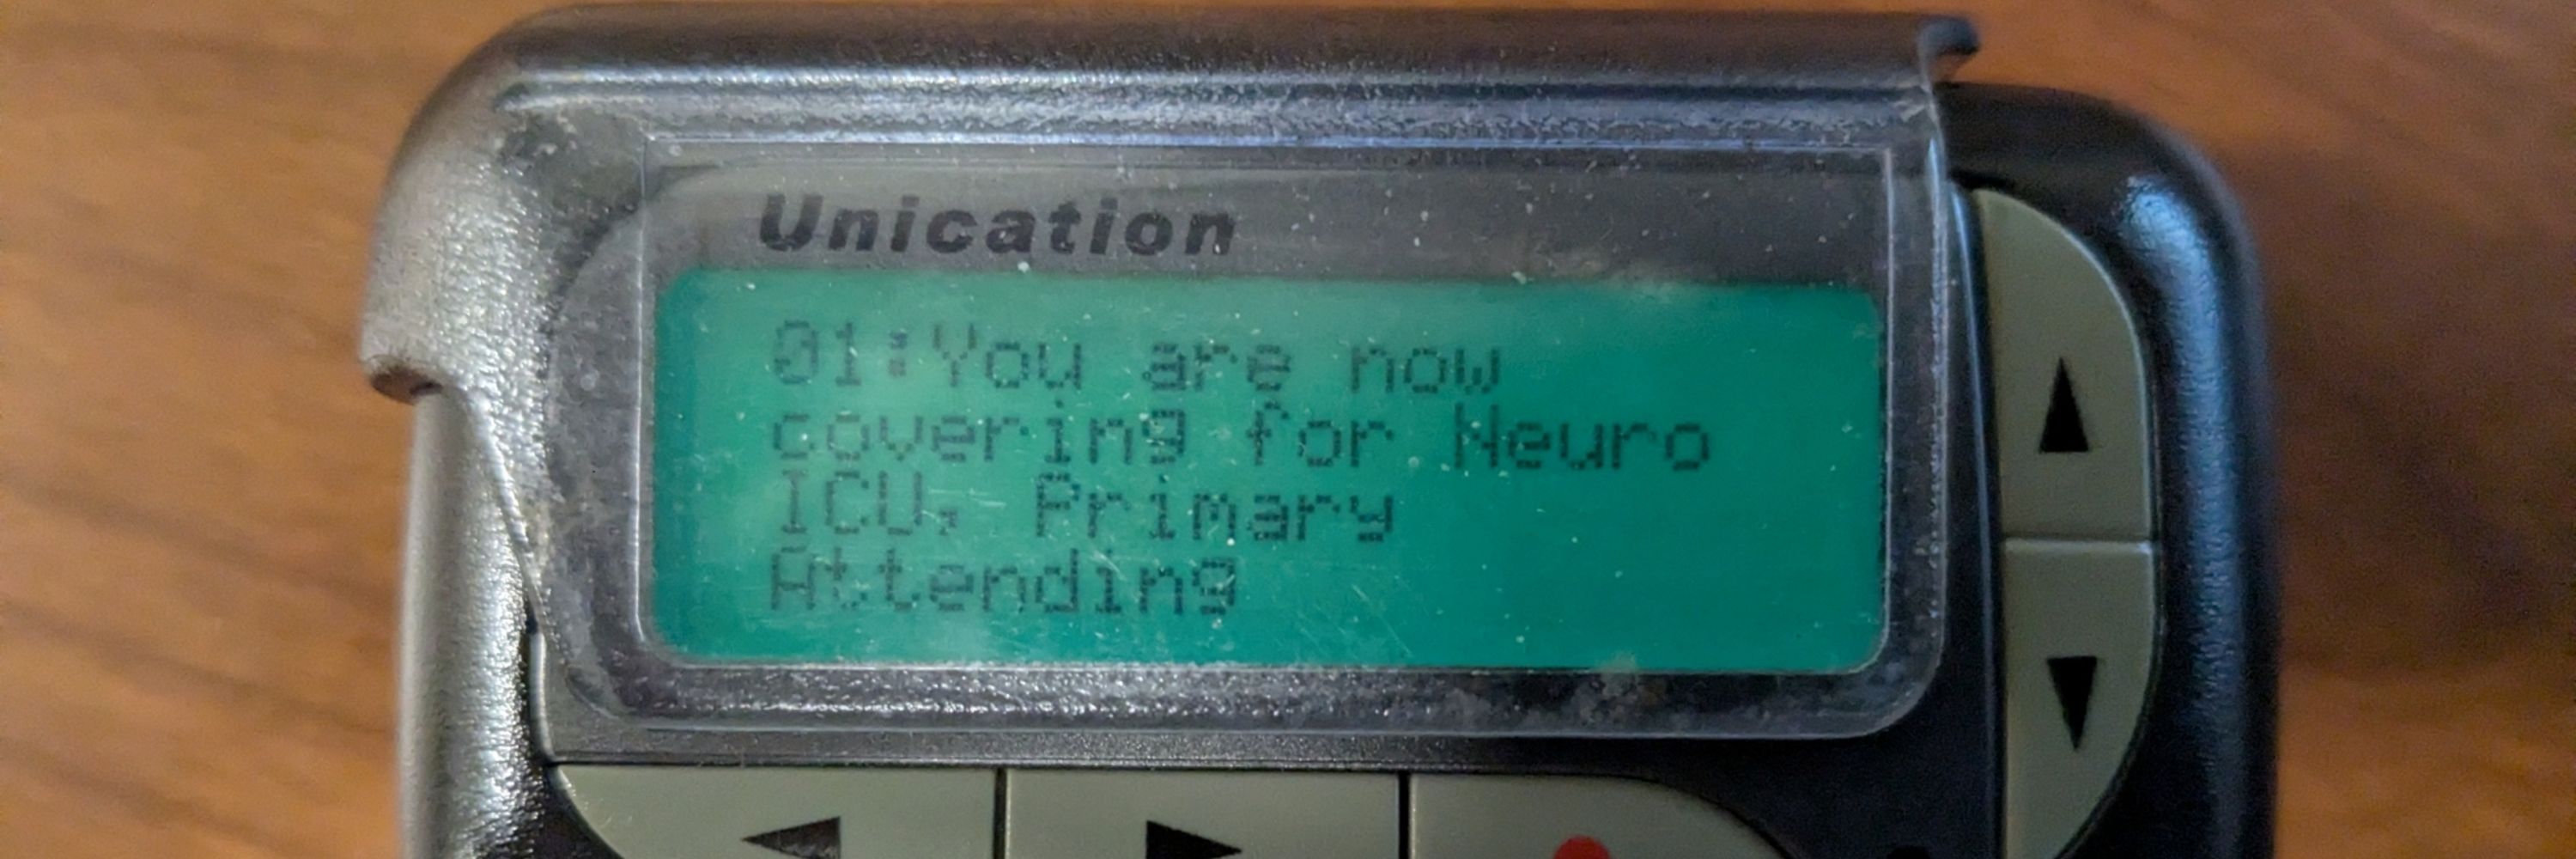 Unication
01:You are now
covering for Neuro
ICU, Primary
Attending